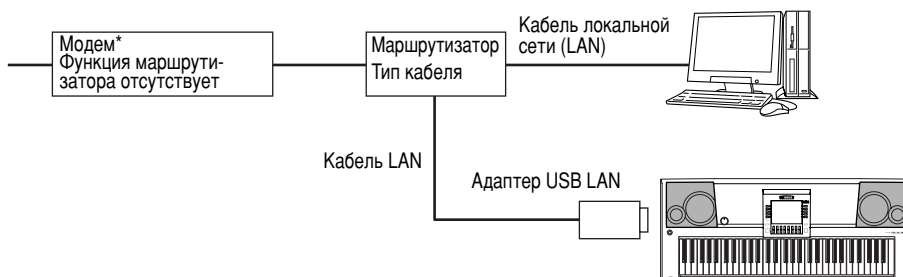 Модем*
Функция маршрути-
затора отсутствует
Маршрутизатор
Тип кабеля
Кабель локальной
сети (LAN)
Кабель LAN
Адаптер USB LAN